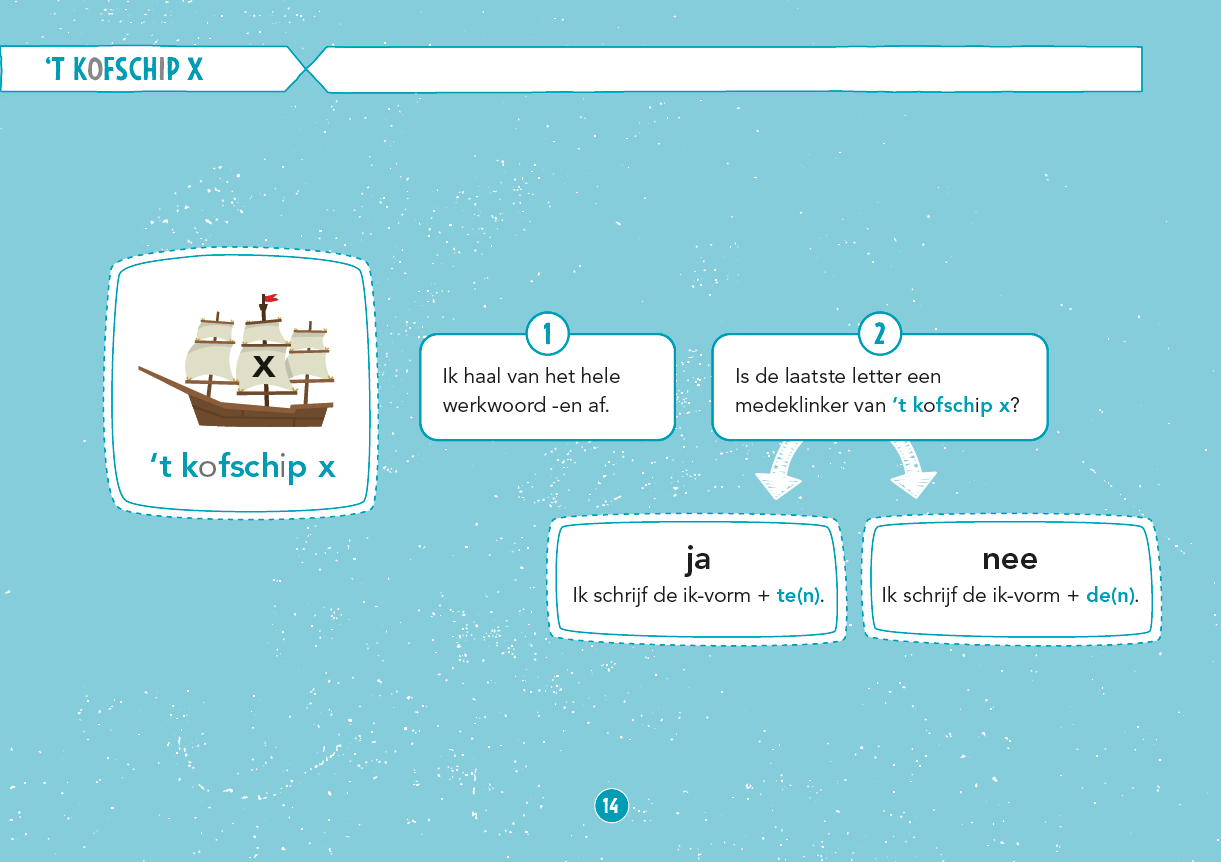 ‘T KOFSCHIP X
X
‘t kofschip x
1
Ik haal van het hele
werkwoord -en af.
2
Is de laatste letter een
medeklinker van ‘t kofschip x?
ja
Ik schrijf de ik-vorm + te(n).
nee
Ik schrijf de ik-vorm + de(n).
14